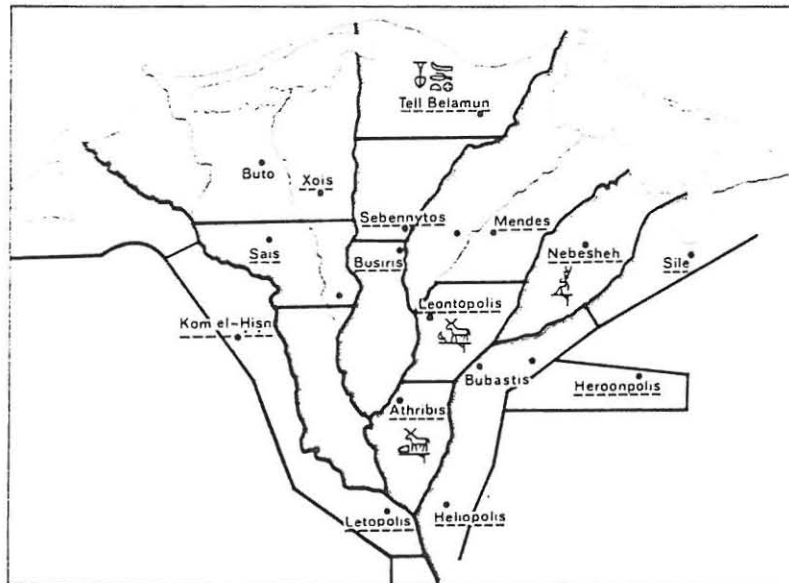 Tell Belamun
Buto
Xois
Sebennytos
Mendes
Sais
Busiris
Nebesheh
Sile
Leontopolis
Kom el-Hisn
Bubastis
Heroonpolis
Athribis
Letopolis
Heliopolis